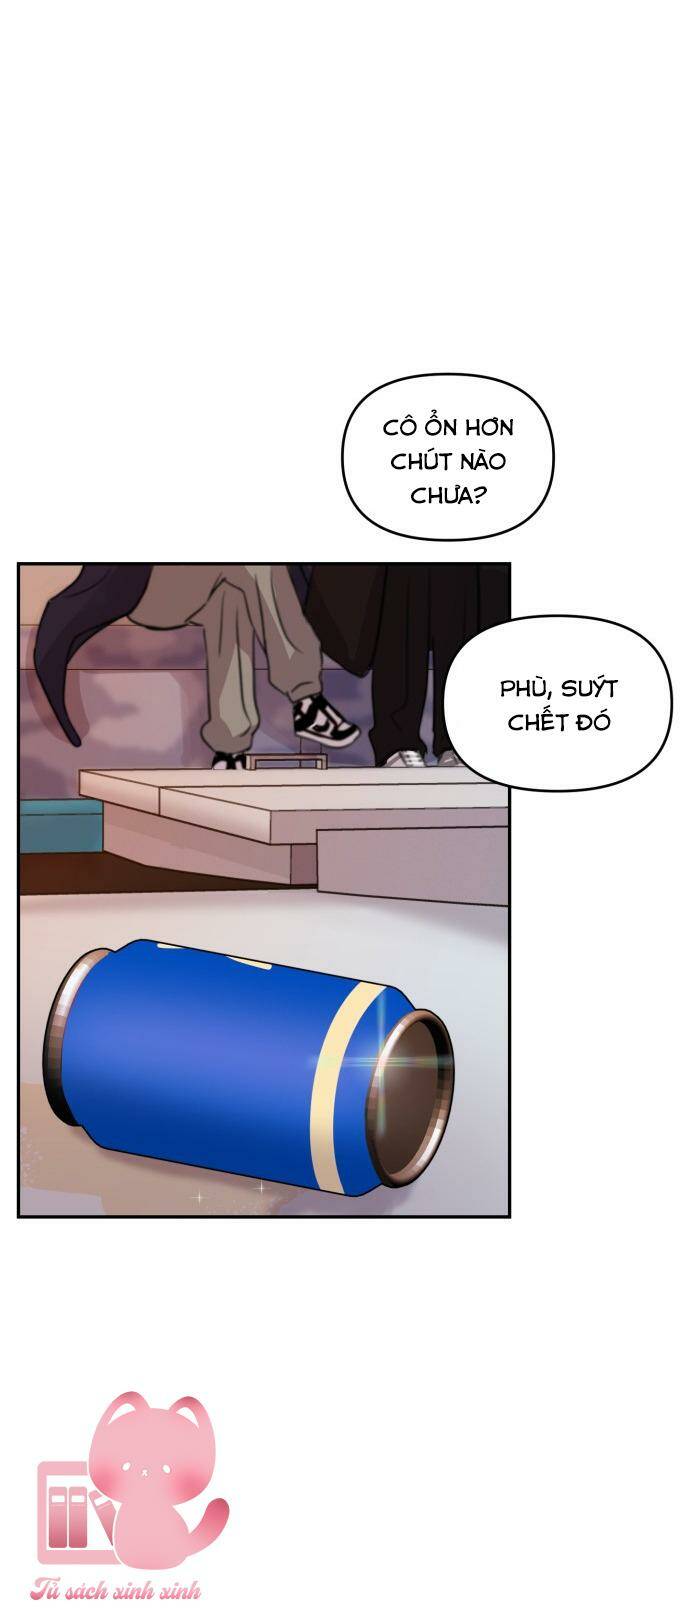 CÔ ỔN HƠN
CHÚT NÀO
CHƯA?
PHÙ, SUÝT
CHẾT ĐÓ
Tủ sách xinh xinh